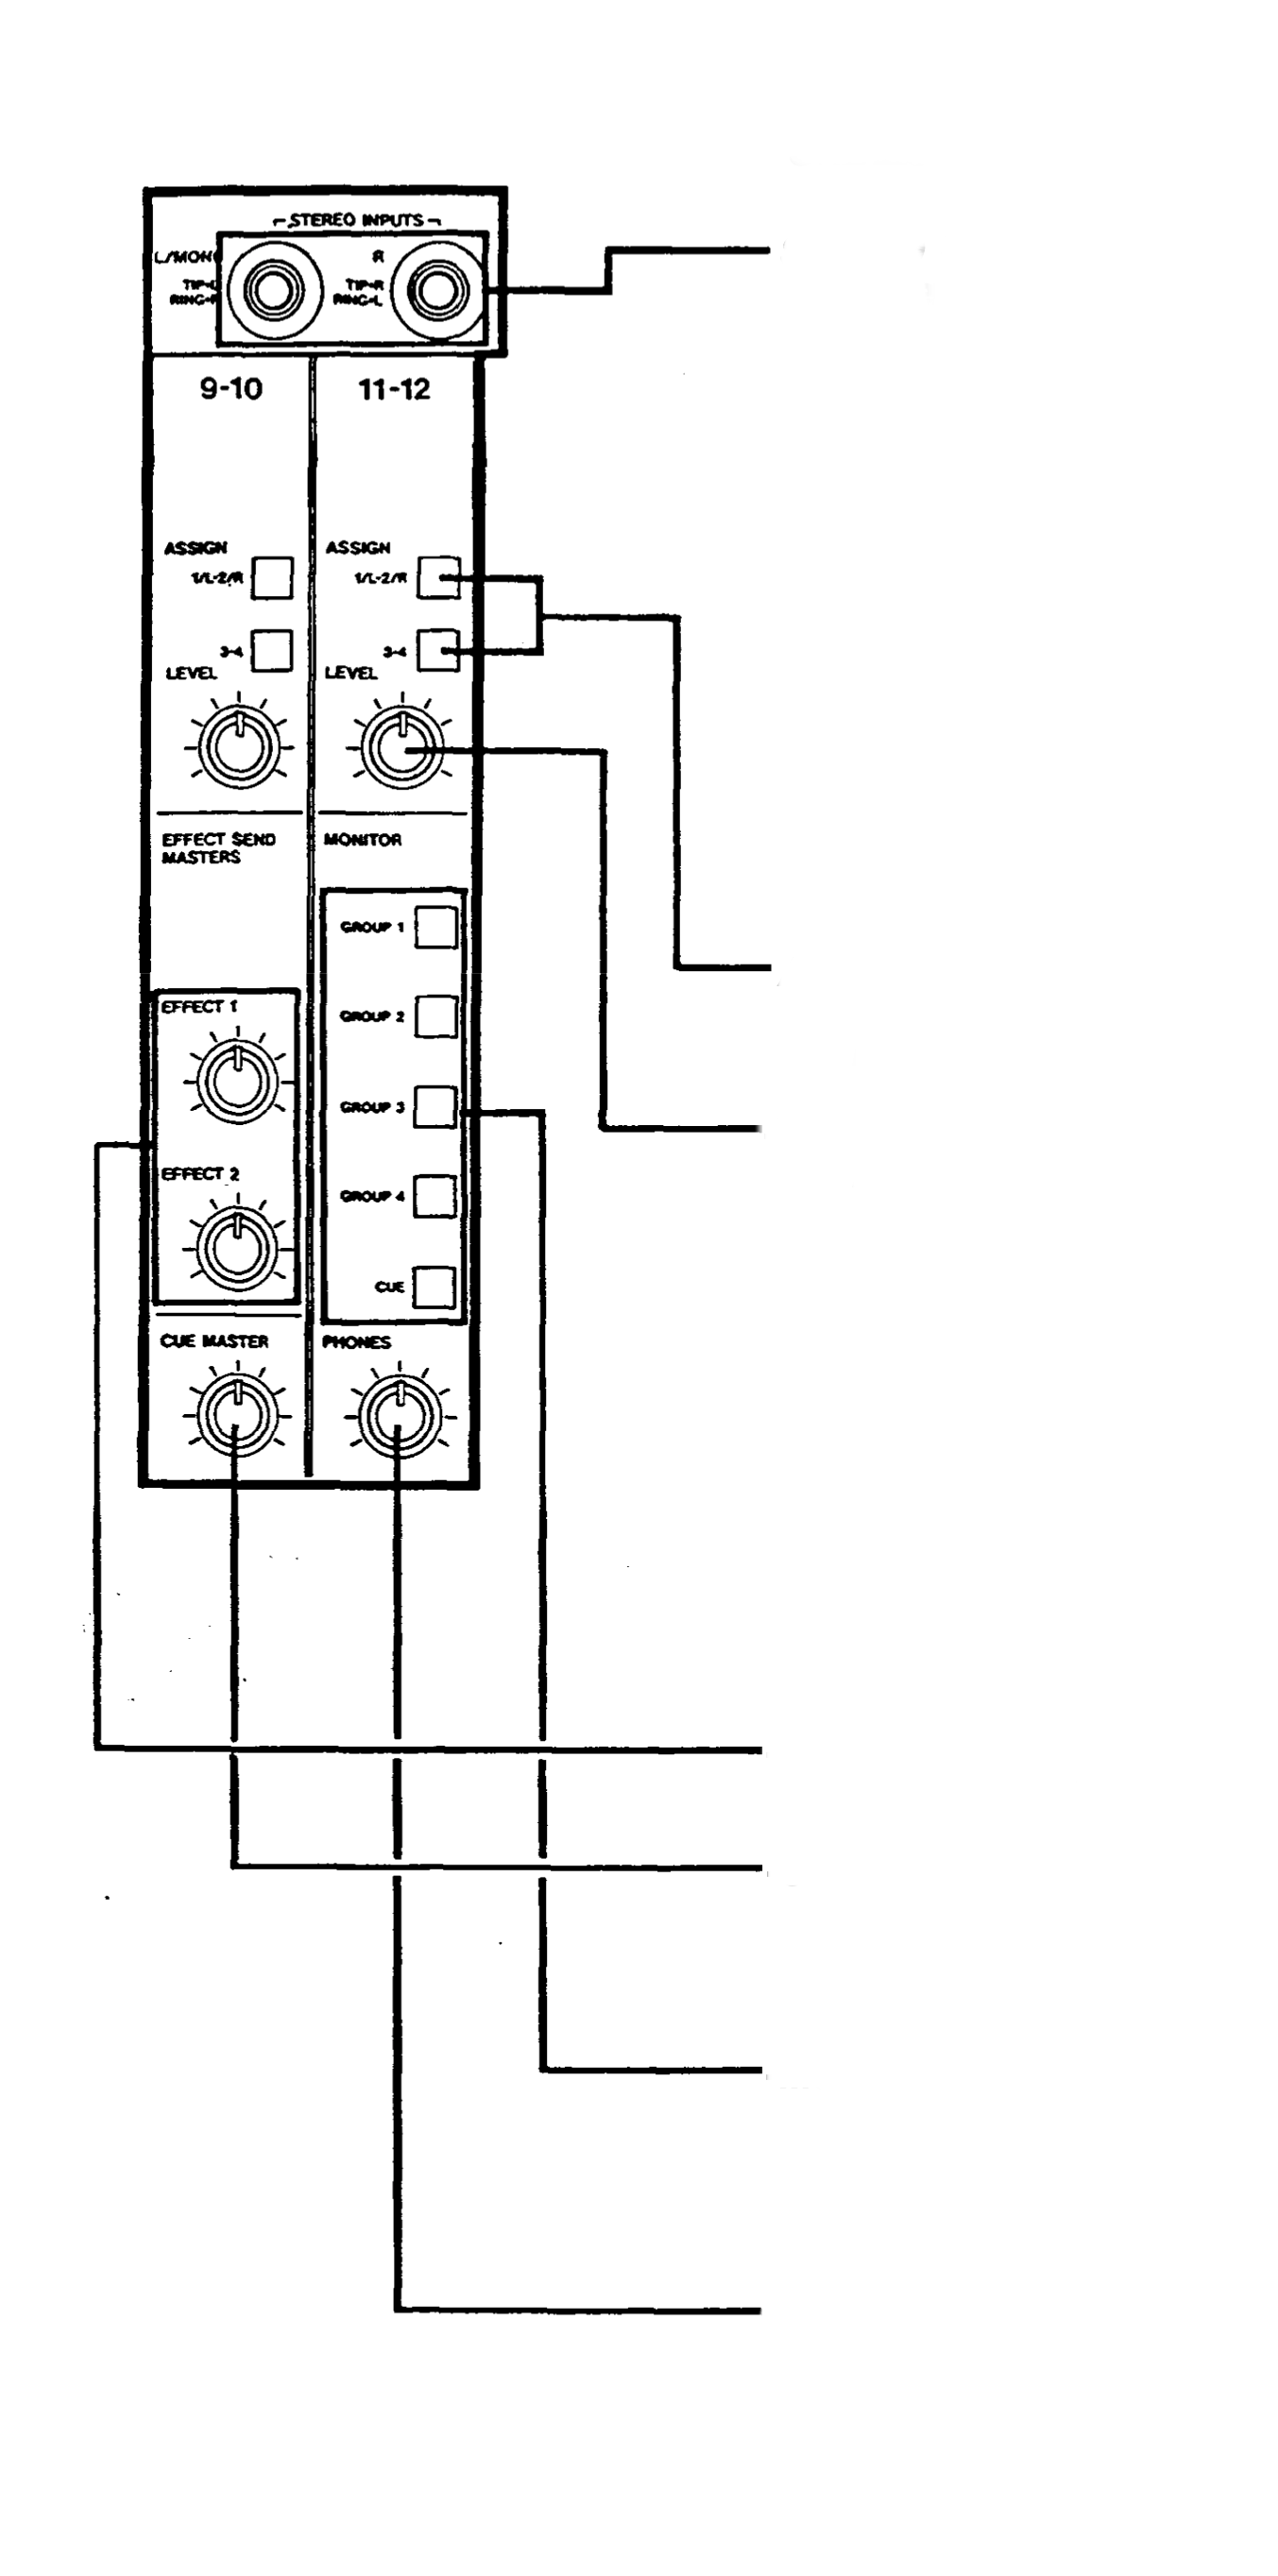 STEREO INPUTS
L/MONO R
TIP=L TIP=R
RING=R RING=L
9-10 11-12
ASSIGN ASSIGN
1/L-2/R 1/L-2/R
3-4 3-4
LEVEL LEVEL
EFFECT SEND MONITOR
MASTERS
GROUP 1
EFFECT 1
GROUP 2
GROUP 3
EFFECT 2
GROUP 4
CUE
CUE MASTER PHONES